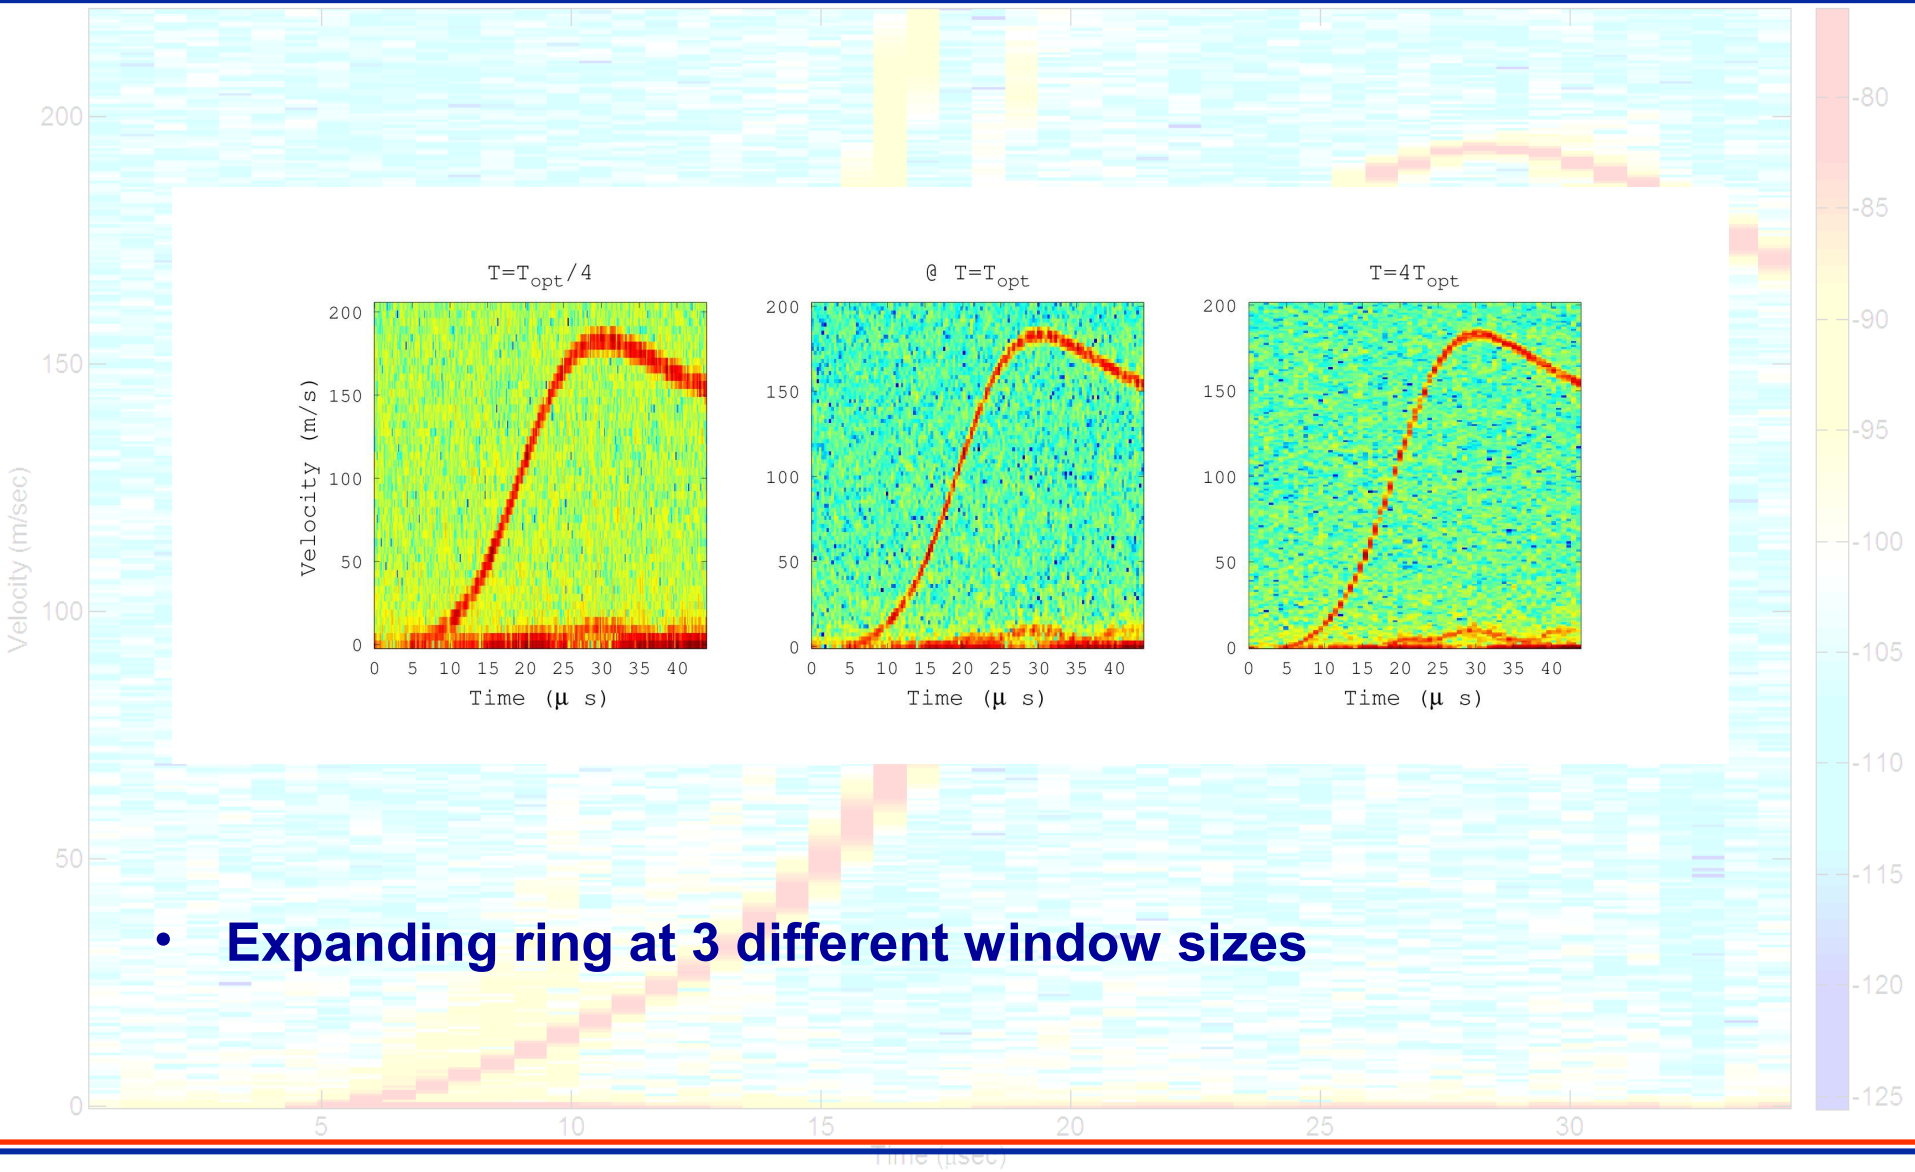 T=Topt/4
@ T=Topt
T=4Topt
200
150
100
50
0
Velocity (m/s)
0 5 10 15 20 25 30 35 40
Time (μ s)
200
150
100
50
0
0 5 10 15 20 25 30 35 40
Time (μ s)
200
150
100
50
0
0 5 10 15 20 25 30 35 40
Time (μ s)
• Expanding ring at 3 different window sizes
200
150
100
50
0
Velocity (m/sec)
5 10 15 20 25 30
Time (μsec)
-80
-85
-90
-95
-100
-105
-110
-115
-120
-125